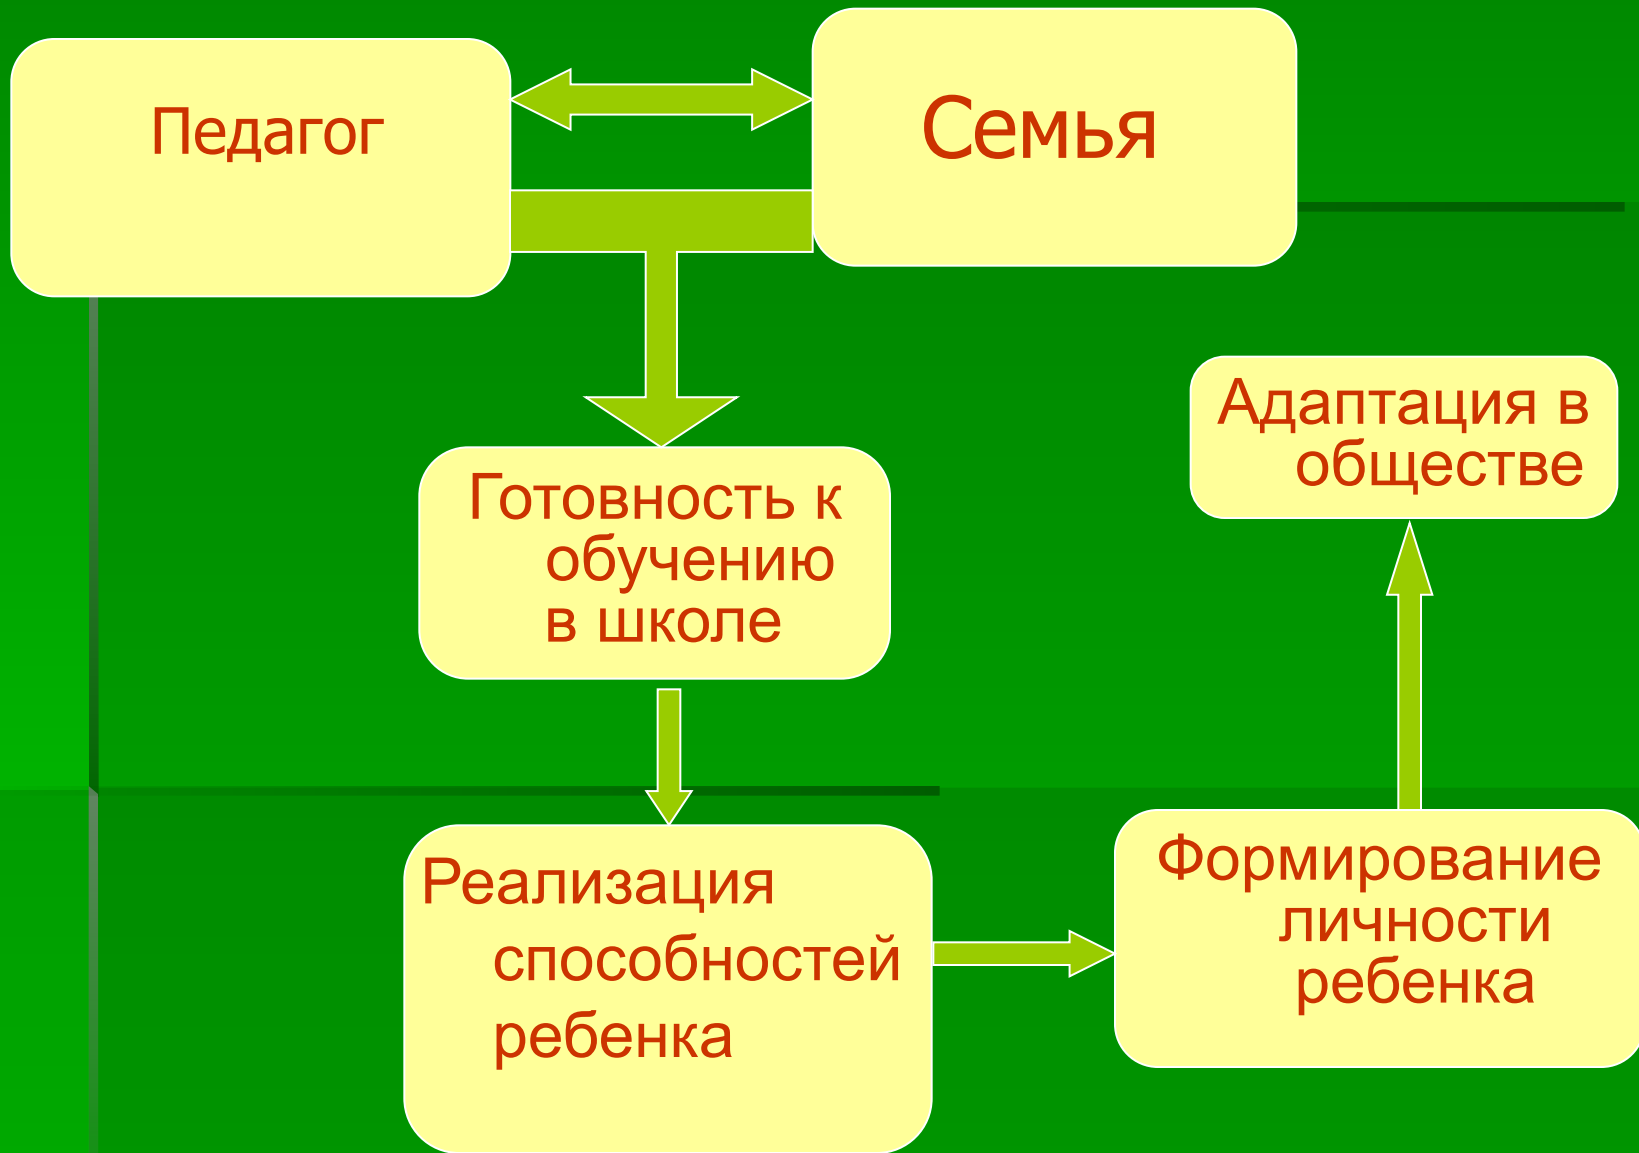 Педагог
Семья
Готовность к
обучению
в школе
Реализация
способностей
ребенка
Формирование
личности
ребенка
Адаптация в
обществе